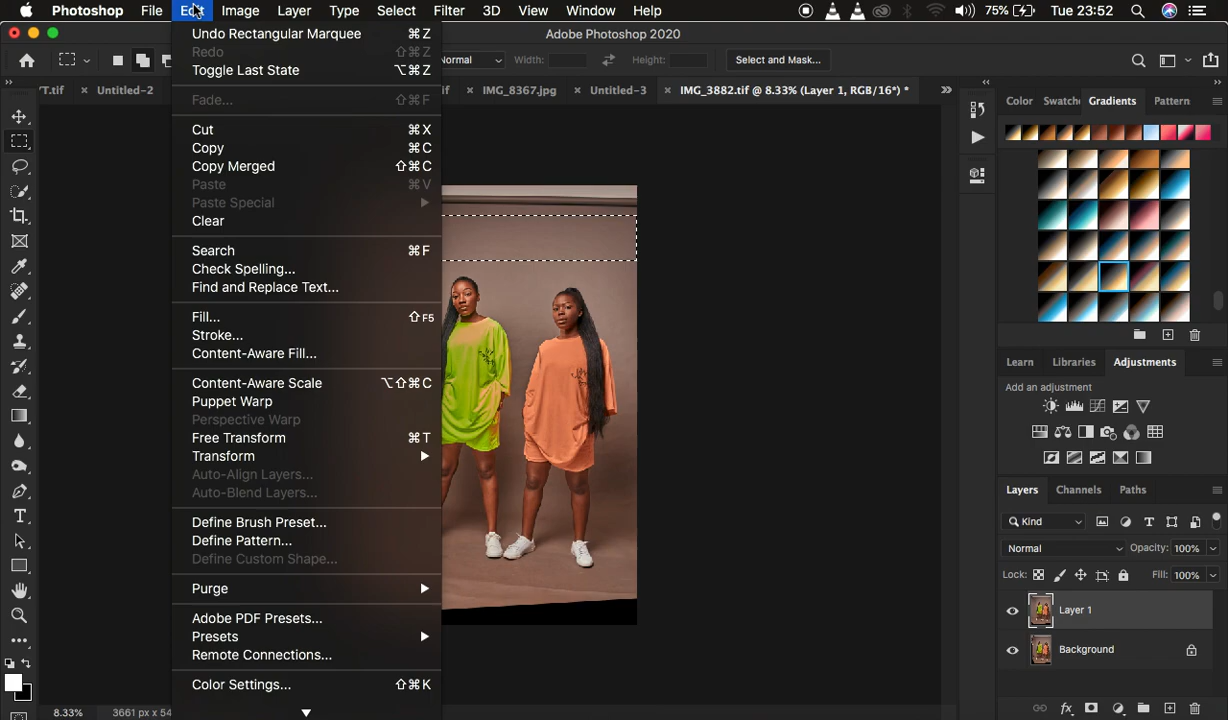 Photoshop File Edit Image Layer Type Select Filter 3D View Window Help 75% Tue 23:52
Adobe Photoshop 2020
Normal Width: Height: Select and Mask...
T.tif Untitled-2 if IMG_8367.jpg Untitled-3 IMG_3882.tif @ 8.33% (Layer 1, RGB/16*) *
Undo Rectangular Marquee ⌘Z
Redo ⇧⌘Z
Toggle Last State ⌥⌘Z
Fade... ⇧⌘F
Cut ⌘X
Copy ⌘C
Copy Merged ⇧⌘C
Paste ⌘V
Paste Special
Clear
Search ⌘F
Check Spelling...
Find and Replace Text...
Fill... ⇧F5
Stroke...
Content-Aware Fill...
Content-Aware Scale ⌥⇧⌘C
Puppet Warp
Perspective Warp
Free Transform ⌘T
Transform
Auto-Align Layers...
Auto-Blend Layers...
Define Brush Preset...
Define Pattern...
Define Custom Shape...
Purge
Adobe PDF Presets...
Presets
Remote Connections...
Color Settings... ⇧⌘K
Color Swatch Gradients Pattern
Learn Libraries Adjustments
Add an adjustment
Layers Channels Paths
Kind
Normal Opacity: 100%
Lock: Fill: 100%
Layer 1
Background
8.33% 3661 px x 54